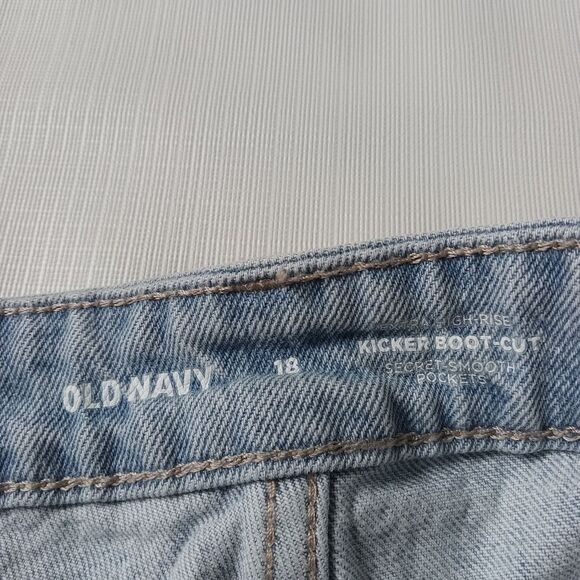 OLD NAVY
18
HIGH-RISE
KICKER BOOT-CUT
SECRET-SMOOTH
POCKETS